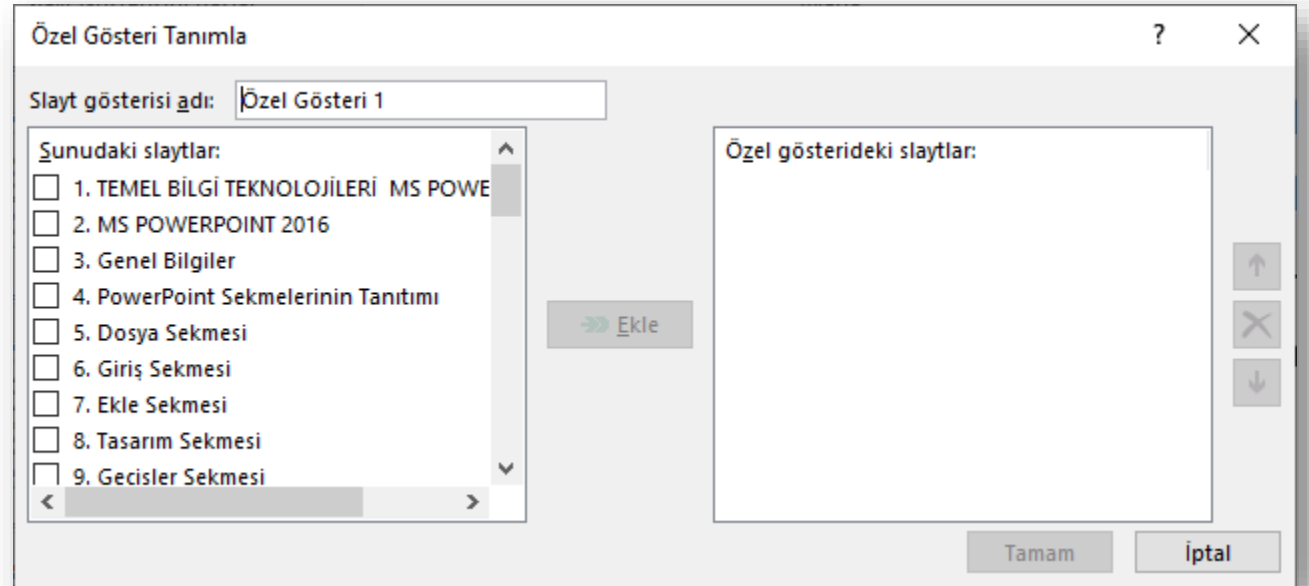 Özel Gösteri Tanımla
?
Slayt gösterisi adı: Özel Gösteri 1
Sunudaki slaytlar:
1. TEMEL BİLGİ TEKNOLOJİLERİ MS POWE
2. MS POWERPOINT 2016
3. Genel Bilgiler
4. PowerPoint Sekmelerinin Tanıtımı
5. Dosya Sekmesi
6. Giriş Sekmesi
7. Ekle Sekmesi
8. Tasarım Sekmesi
9. Gecisler Sekmesi
Ekle
Özel gösterideki slaytlar:
Tamam
İptal